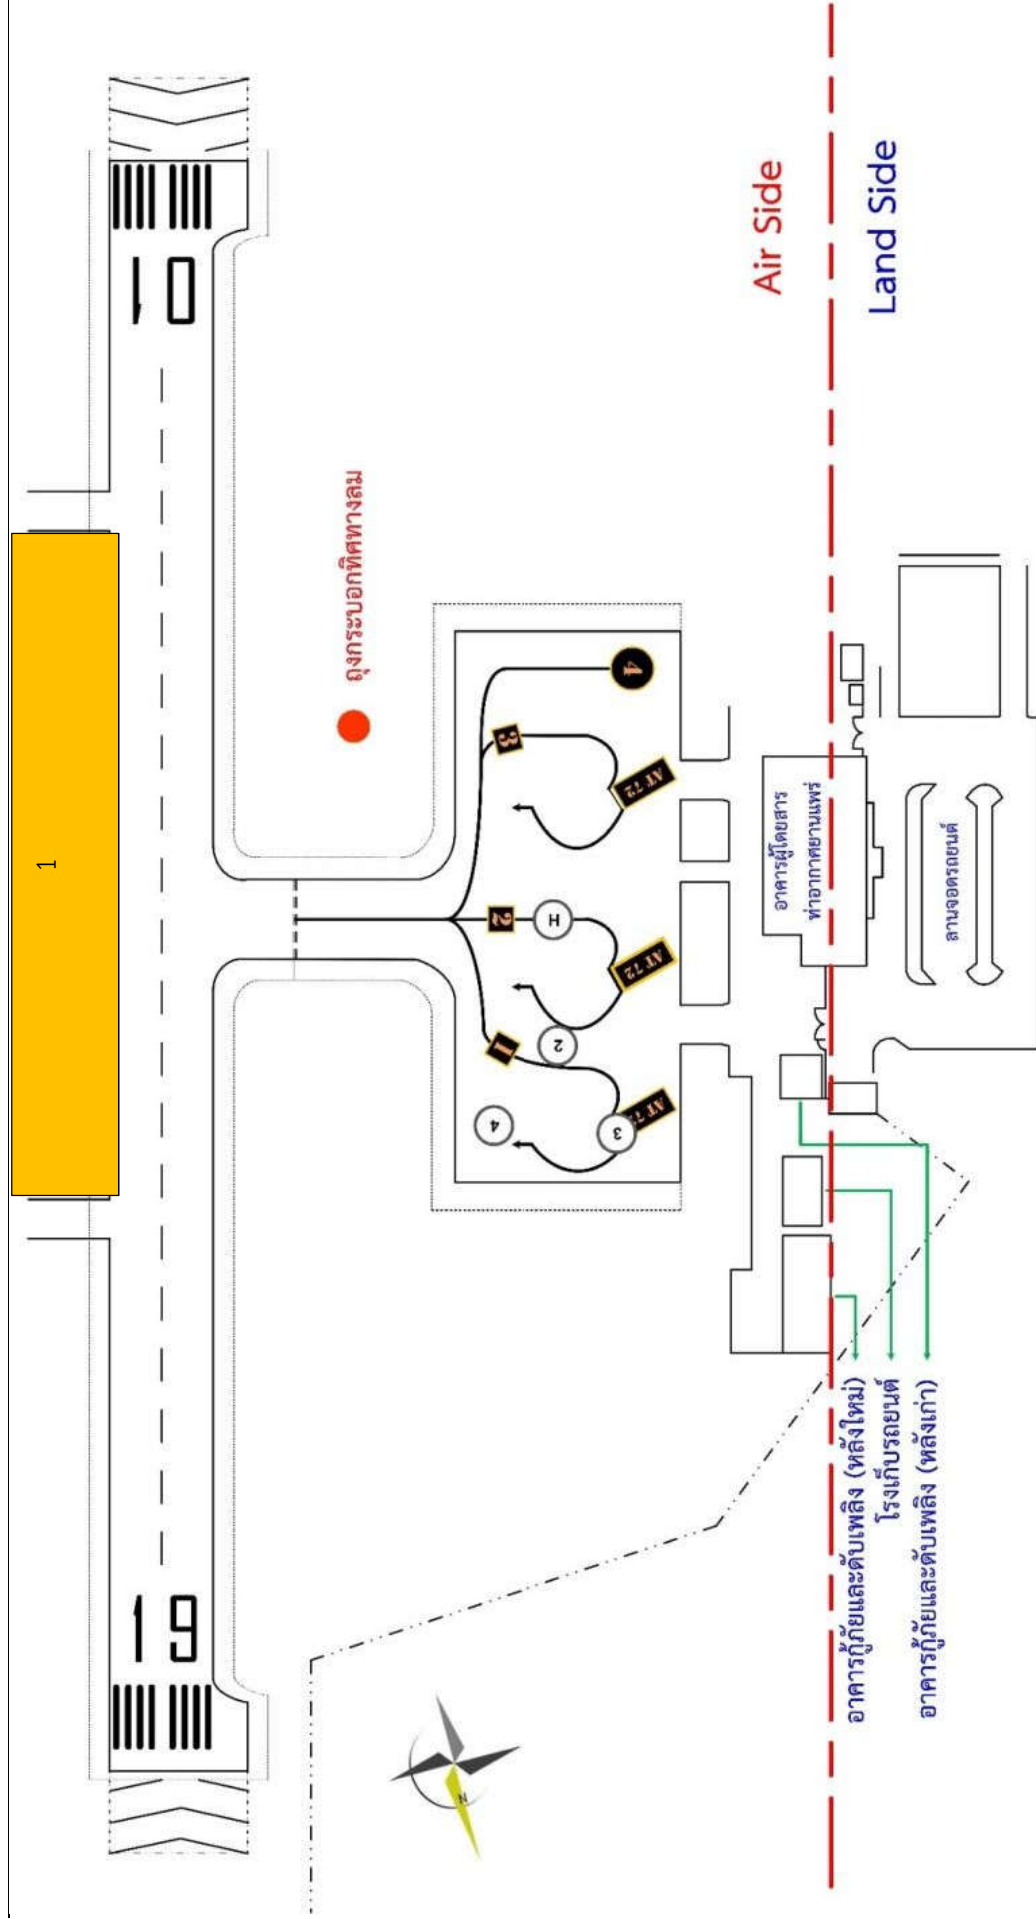 Air Side
Land Side
01
ถุงกระบอกทิศทางลม
1
4
3
AT 72
อาคารผู้โดยสาร
ท่าอากาศยานแพร่
ลานจอดรถยนต์
2
H
AT 72
1
2
AT 7
3
4
อาคารกู้ภัยและดับเพลิง (หลังใหม่)
โรงเก็บรถยนต์
อาคารกู้ภัยและดับเพลิง (หลังเก่า)
19
N